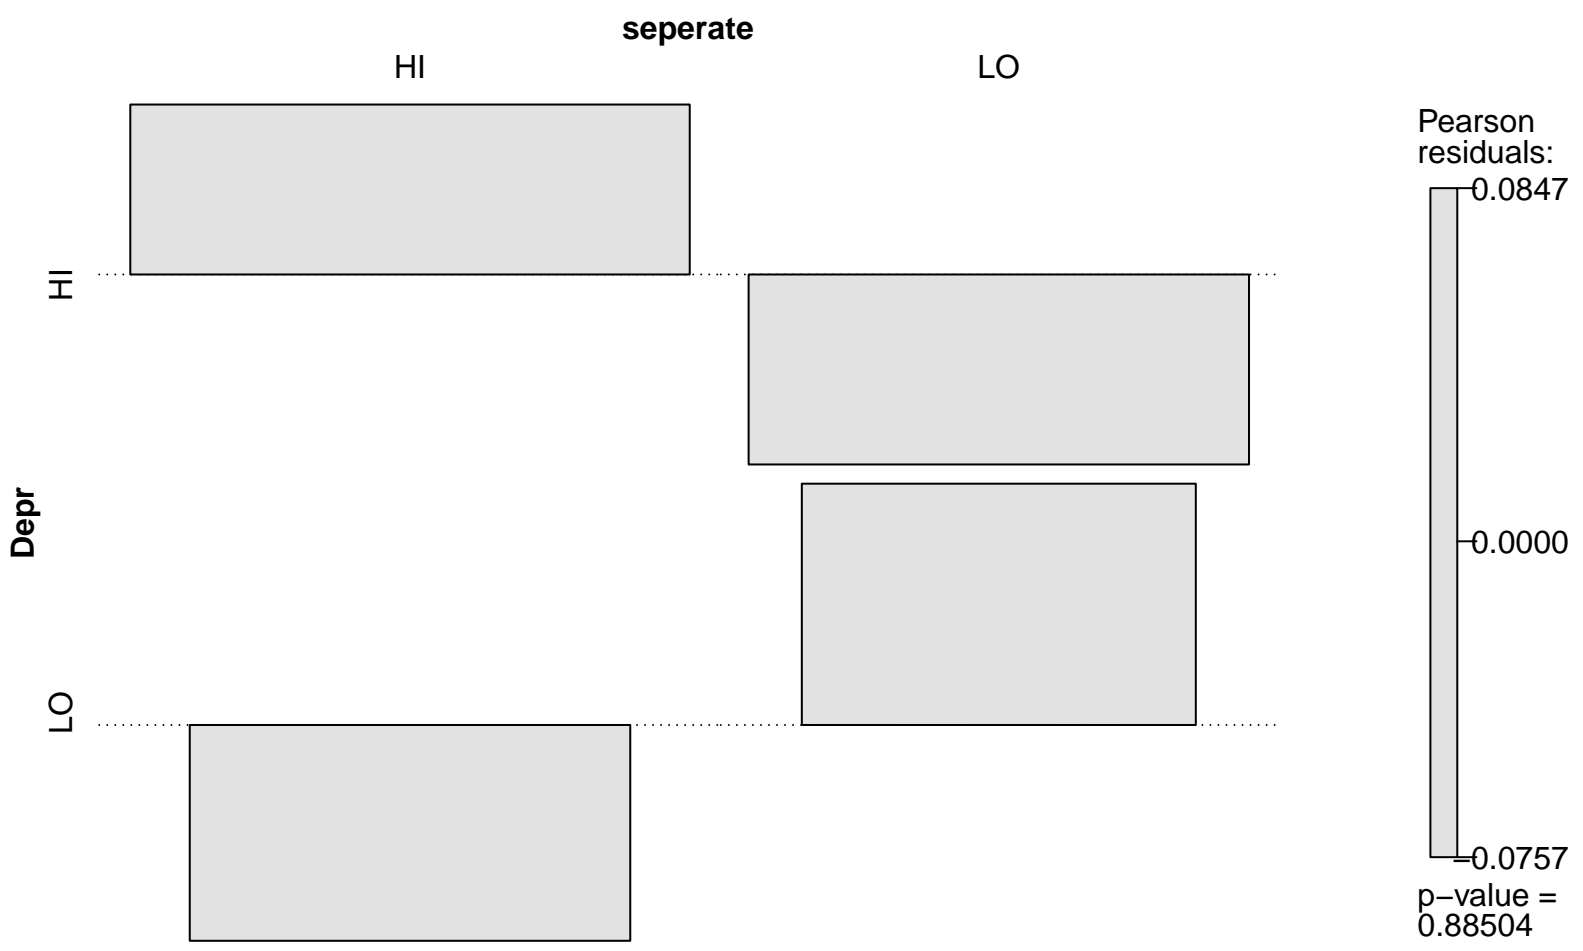 seperate
HI LO
Depr
HI
LO
Pearson
residuals:
0.0847
0.0000
−0.0757
p−value =
0.88504